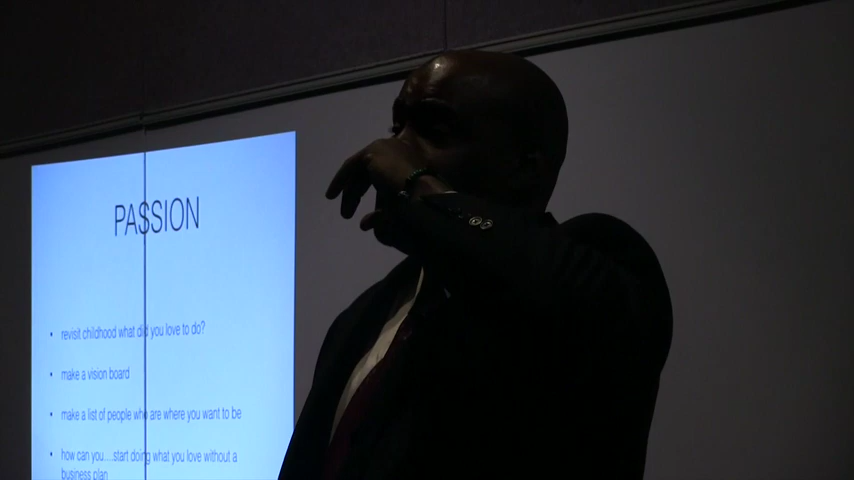 PASSION
• revisit childhood what did you love to do?
• make a vision board
• make a list of people who are where you want to be
• how can you....start doing what you love without a
business plan